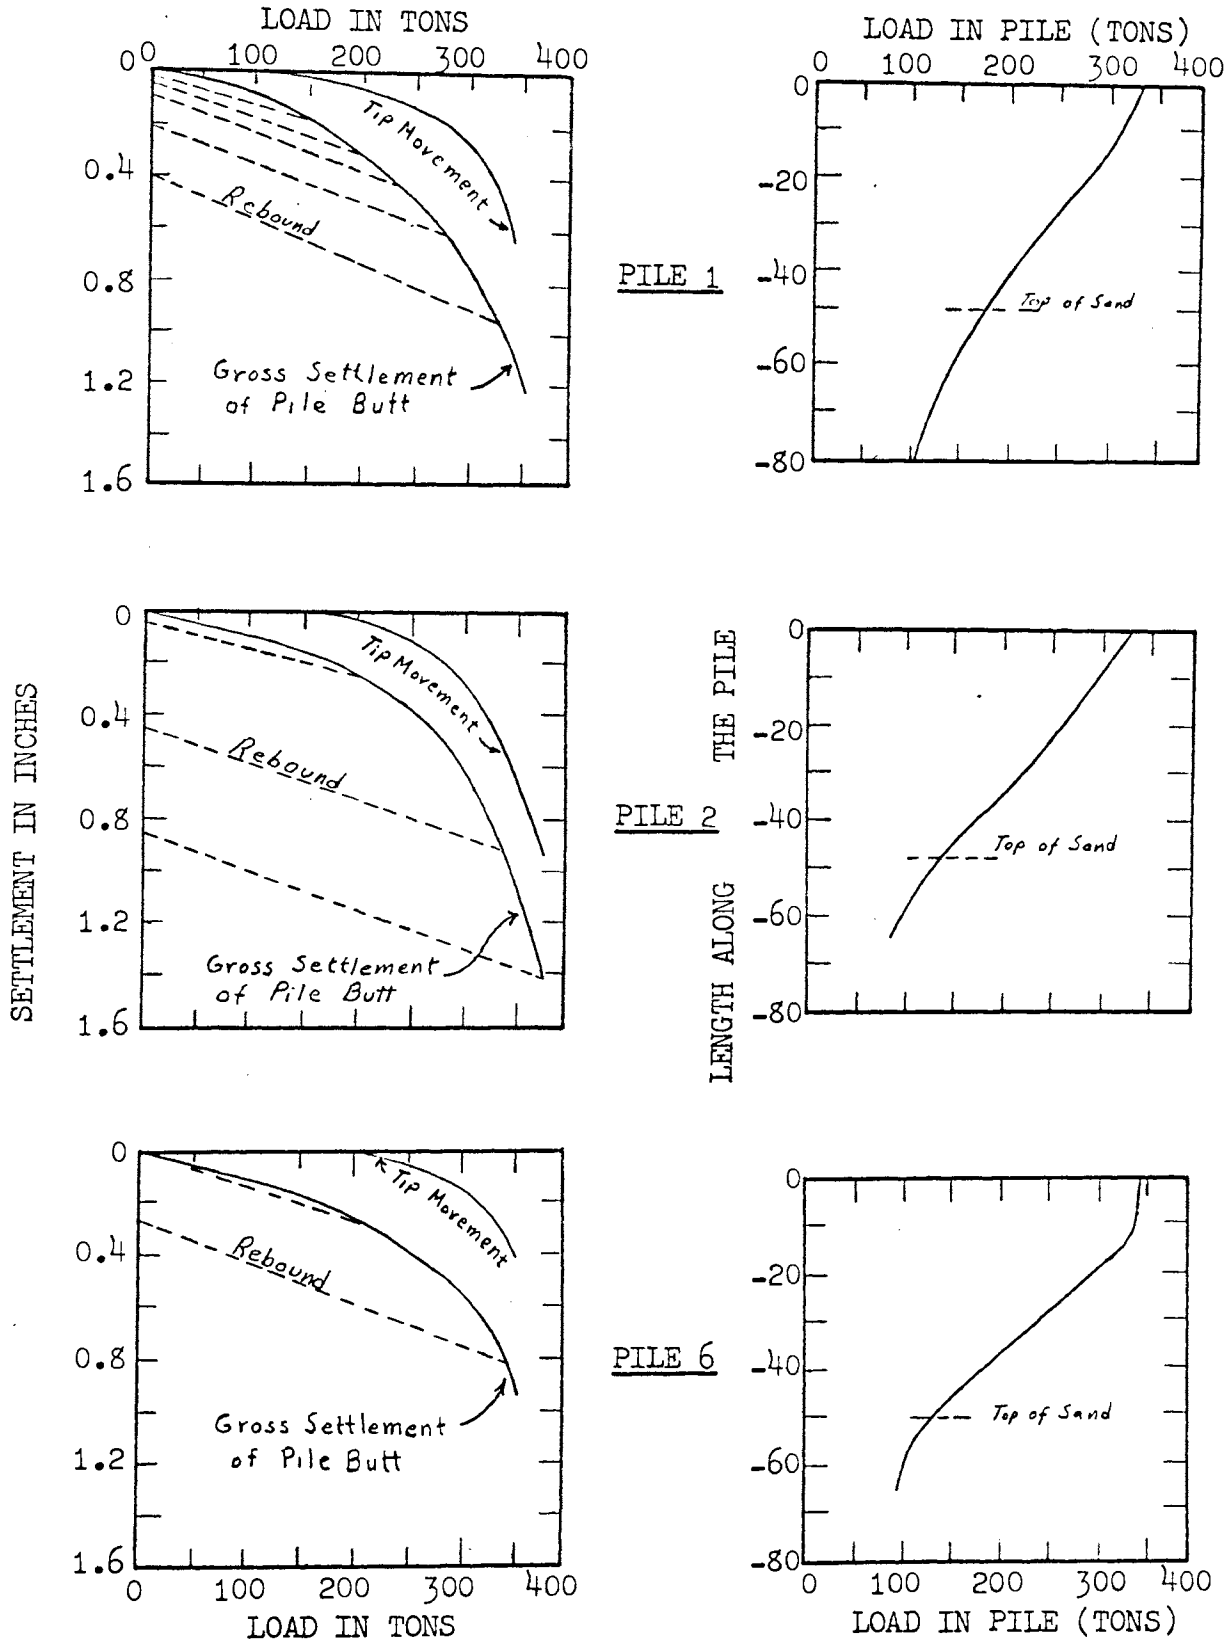 LOAD IN TONS
0 100 200 300 400
0
0.4
0.8
1.2
1.6
Tip Movement
Rebound
Gross Settlement
of Pile Butt
PILE 1
LOAD IN PILE (TONS)
0 100 200 300 400
0
-20
-40
-60
-80
Top of Sand
SETTLEMENT IN INCHES
0
0.4
0.8
1.2
1.6
Tip Movement
Rebound
Gross Settlement
of Pile Butt
PILE 2
LENGTH ALONG THE PILE
0
-20
-40
-60
-80
Top of Sand
0
0.4
0.8
1.2
1.6
Tip Movement
Rebound
Gross Settlement
of Pile Butt
0 100 200 300 400
LOAD IN TONS
PILE 6
0
-20
-40
-60
-80
Top of Sand
0 100 200 300 400
LOAD IN PILE (TONS)